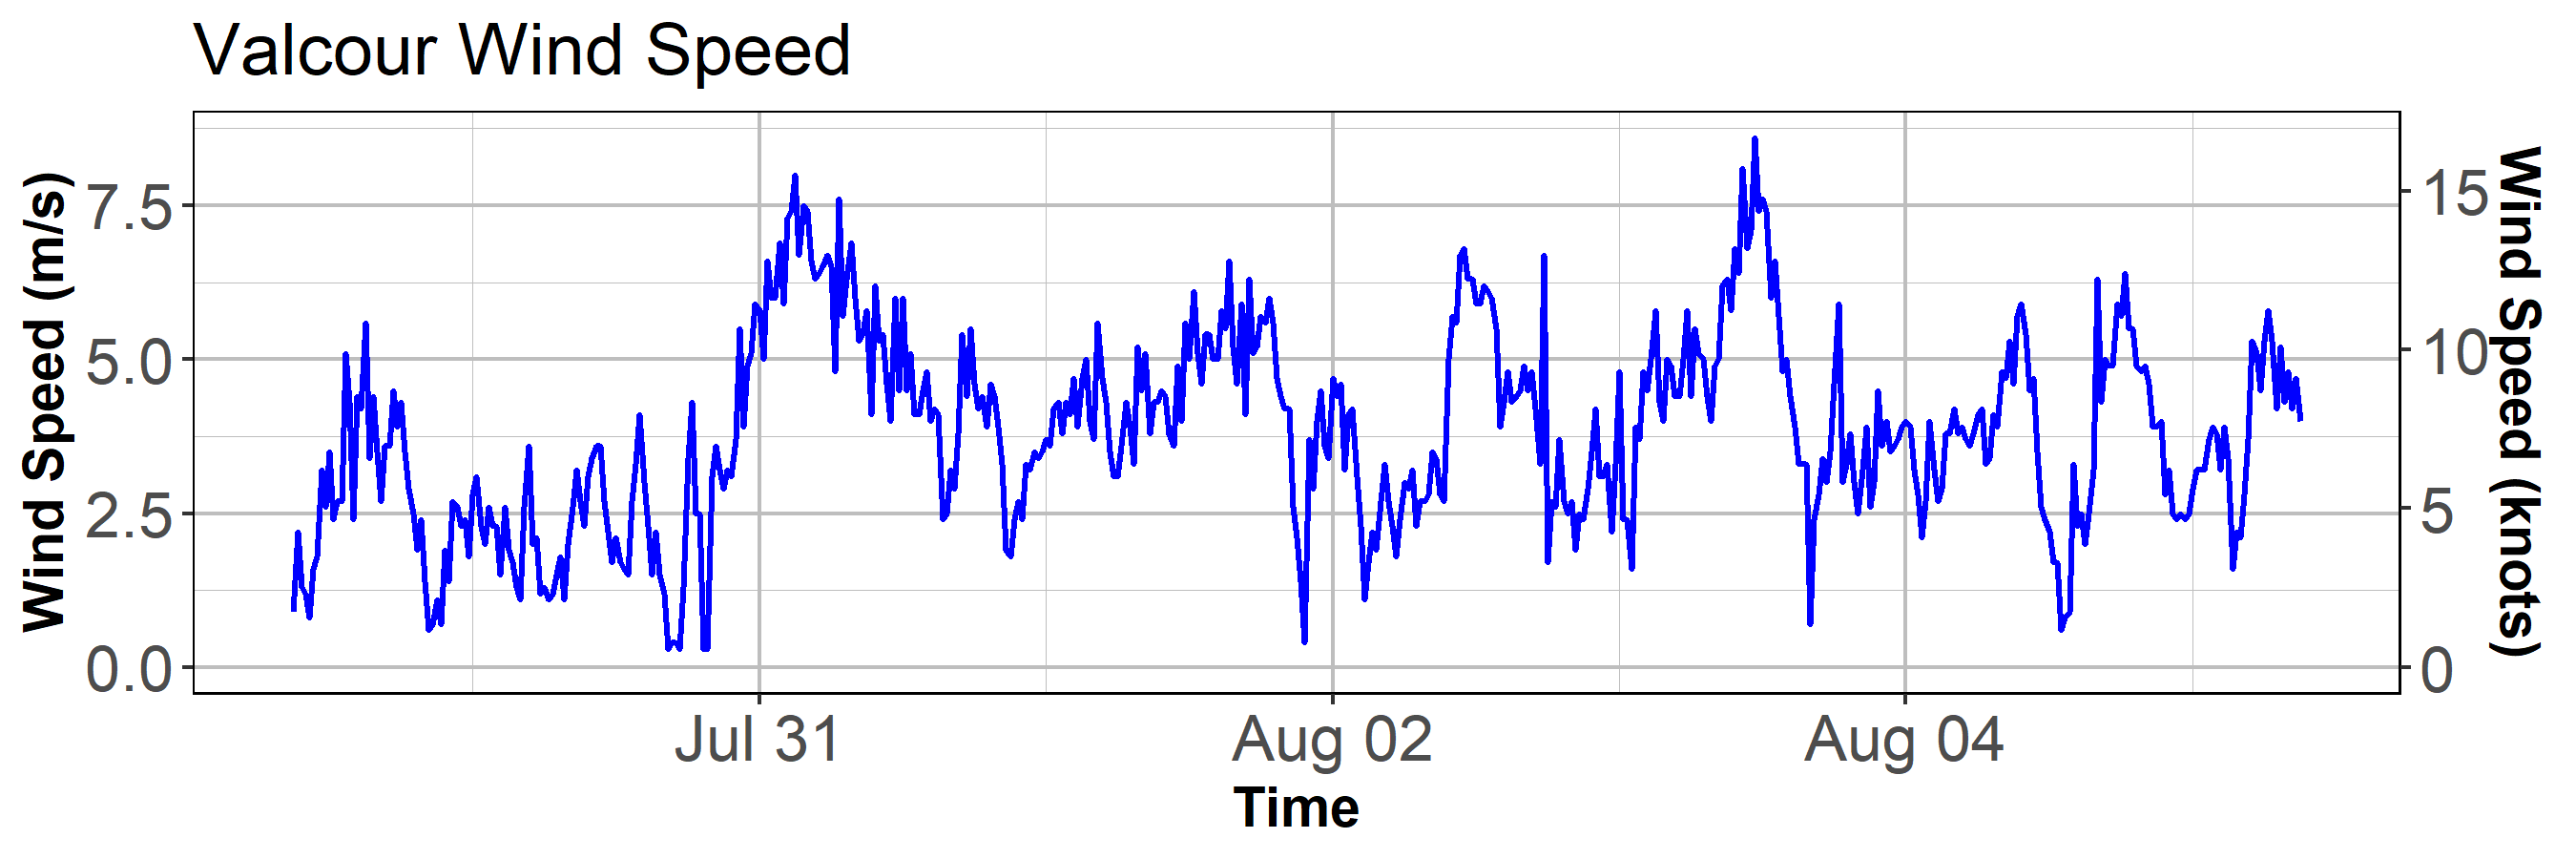 Valcour Wind Speed
Wind Speed (m/s)
7.5
5.0
2.5
0.0
15
10
5
0
Wind Speed (knots)
Jul 31
Aug 02
Aug 04
Time